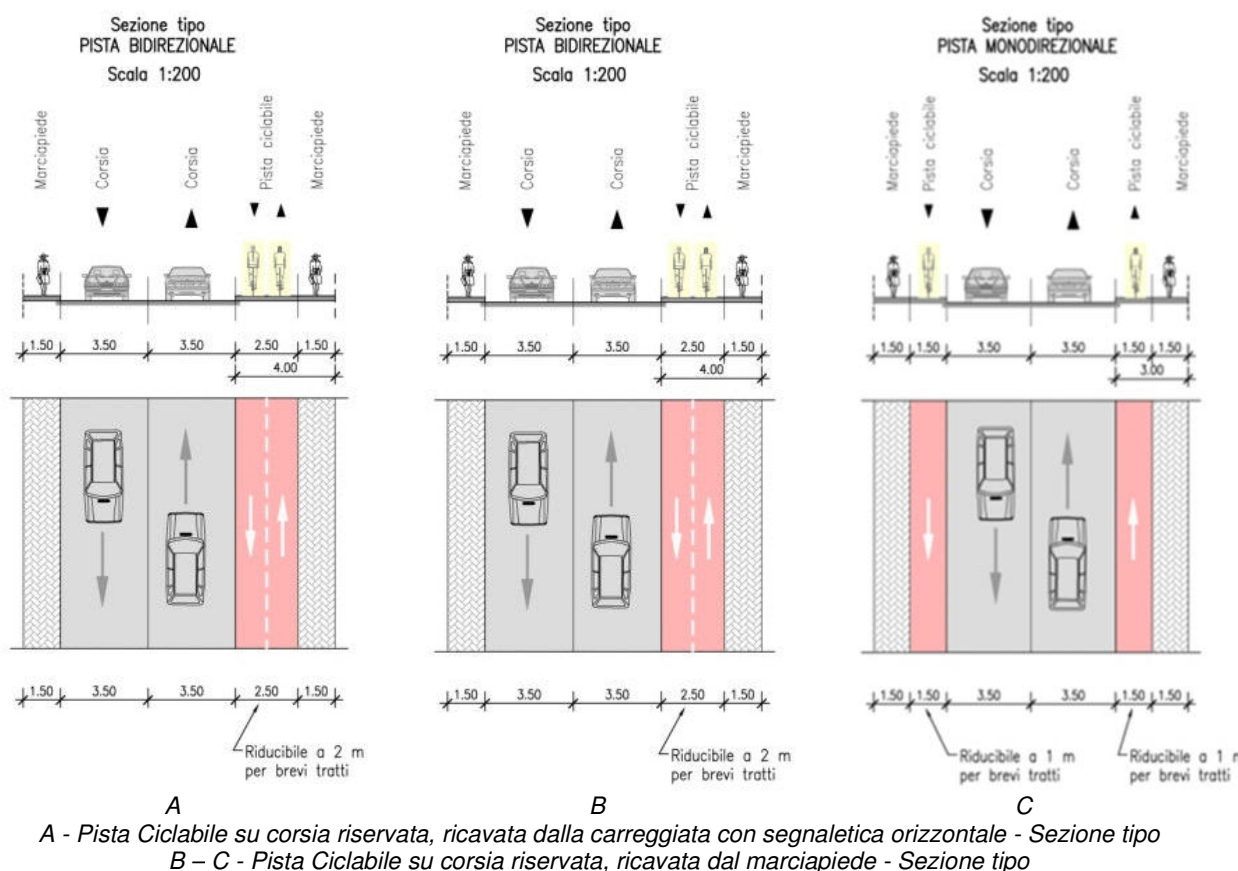 Sezione tipo
PISTA BIDIREZIONALE
Scala 1:200
Marciapiede
Corsia
Corsia
Pista ciclabile
Marciapiede
1.50 3.50 3.50 2.50 1.50
4.00
1.50 3.50 3.50 2.50 1.50
Riducibile a 2 m
per brevi tratti
A
Sezione tipo
PISTA BIDIREZIONALE
Scala 1:200
Marciapiede
Corsia
Corsia
Pista ciclabile
Marciapiede
1.50 3.50 3.50 2.50 1.50
4.00
1.50 3.50 3.50 2.50 1.50
Riducibile a 2 m
per brevi tratti
B
Sezione tipo
PISTA MONODIREZIONALE
Scala 1:200
Marciapiede
Pista ciclabile
Corsia
Corsia
Pista ciclabile
Marciapiede
1.50 1.50 3.50 3.50 1.50 1.50
3.00
1.50 1.50 3.50 3.50 1.50 1.50
Riducibile a 1 m
per brevi tratti
Riducibile a 1 m
per brevi tratti
C
A - Pista Ciclabile su corsia riservata, ricavata dalla carreggiata con segnaletica orizzontale - Sezione tipo
B – C - Pista Ciclabile su corsia riservata, ricavata dal marciapiede - Sezione tipo